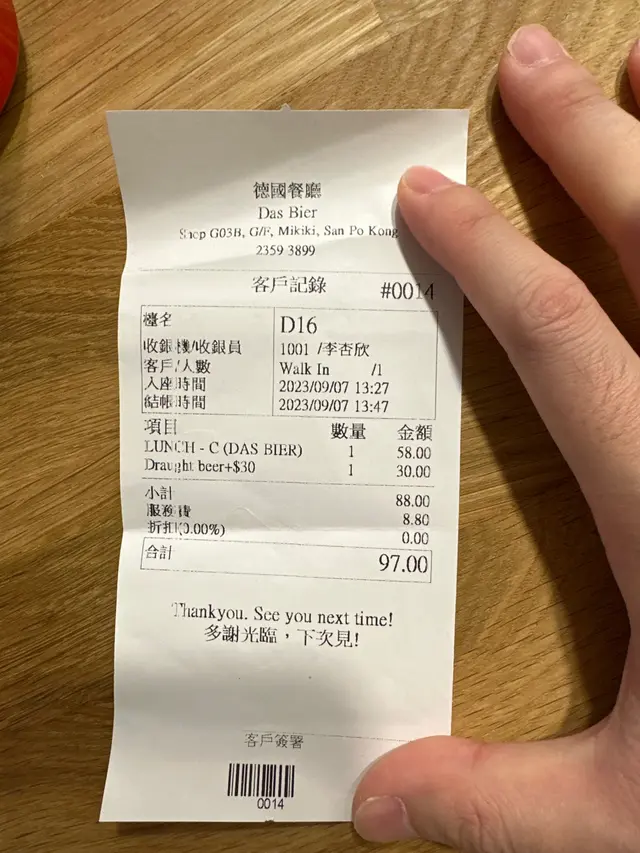 德國餐廳
Das Bier
Shop G03B, G/F, Mikiki, San Po Kong
2359 3899
客戶記錄 #0014
檯名 D16
收銀機/收銀員 1001 /李杏欣
客戶/人數 Walk In /1
入座時間 2023/09/07 13:27
結帳時間 2023/09/07 13:47
項目 數量 金額
LUNCH - C (DAS BIER) 1 58.00
Draught beer+$30 1 30.00
小計 88.00
服務費 8.80
折扣(0.00%) 0.00
合計 97.00
Thankyou. See you next time!
多謝光臨，下次見!
客戶簽署
0014